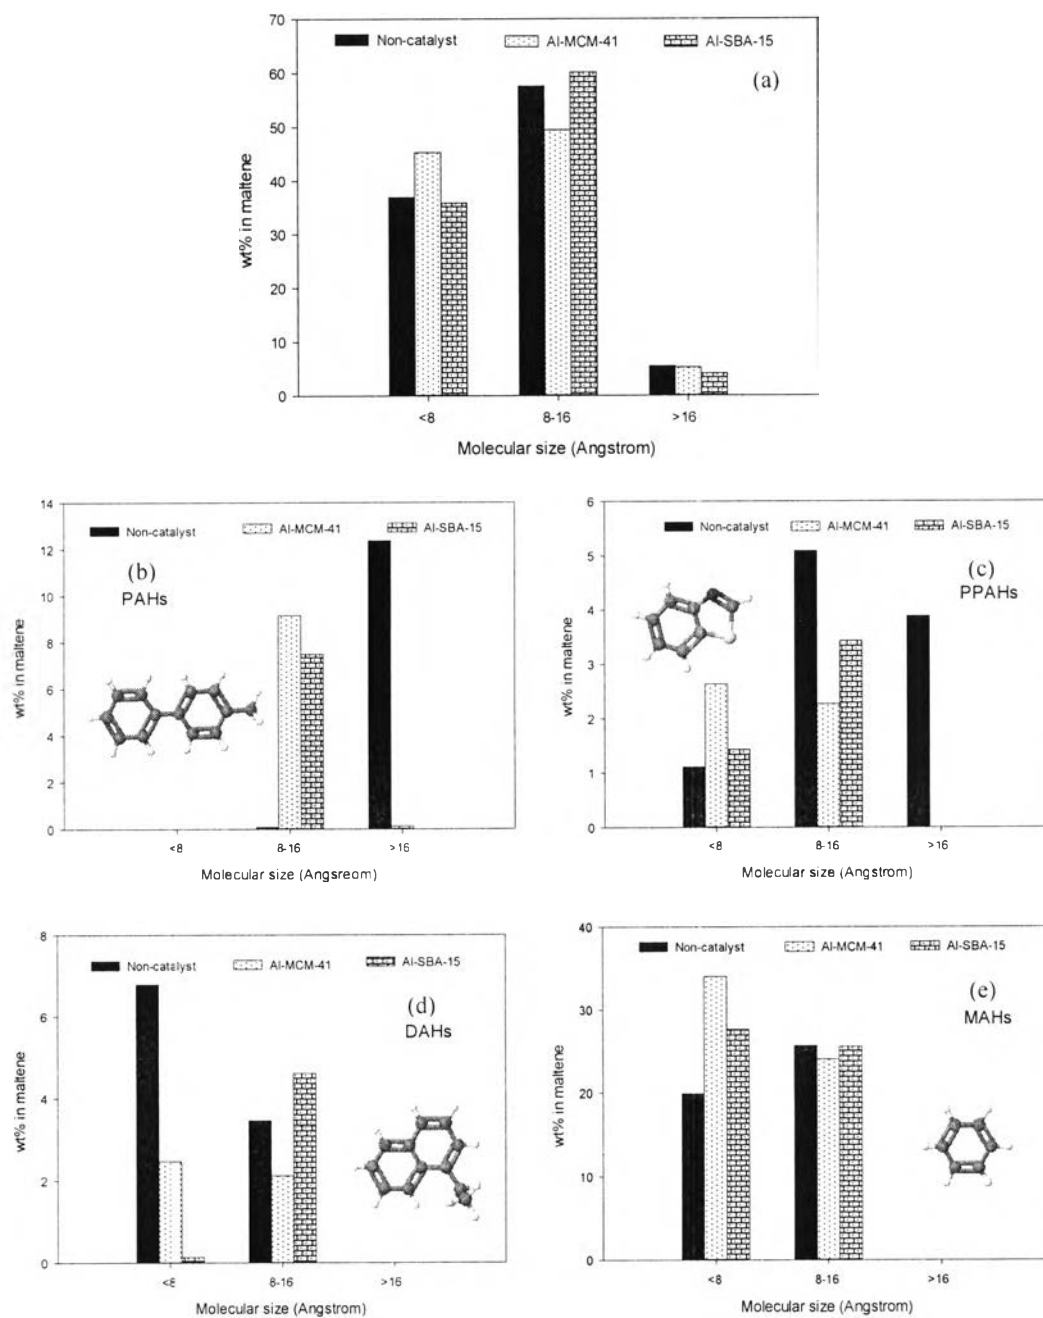 70
Non-catalyst Al-MCM-41 Al-SBA-15
60
(a)
50
40
30
20
10
0
wt% in maltene
<8 8-16 >16
Molecular size (Angstrom)
14
Non-catalyst Al-MCM-41 Al-SBA-15
12
(b)
PAHs
10
8
6
4
2
0
wt% in maltene
<8 8-16 >16
Molecular size (Angsreom)
6
Non-catalyst Al-MCM-41 Al-SBA-15
5
(c)
PPAHs
4
3
2
1
0
wt% in maltene
<8 8-16 >16
Molecular size (Angstrom)
8
Non-catalyst Al-MCM-41 Al-SBA-15
6
(d)
DAHs
4
2
0
wt% in maltene
8-16 >16
Molecular size (Angstrom)
40
Non-catalyst Al-MCM-41 Al-SBA-15
30
(e)
MAHs
20
10
0
wt% in maltene
<8 8-16 >16
Molecular size (Angstrom)